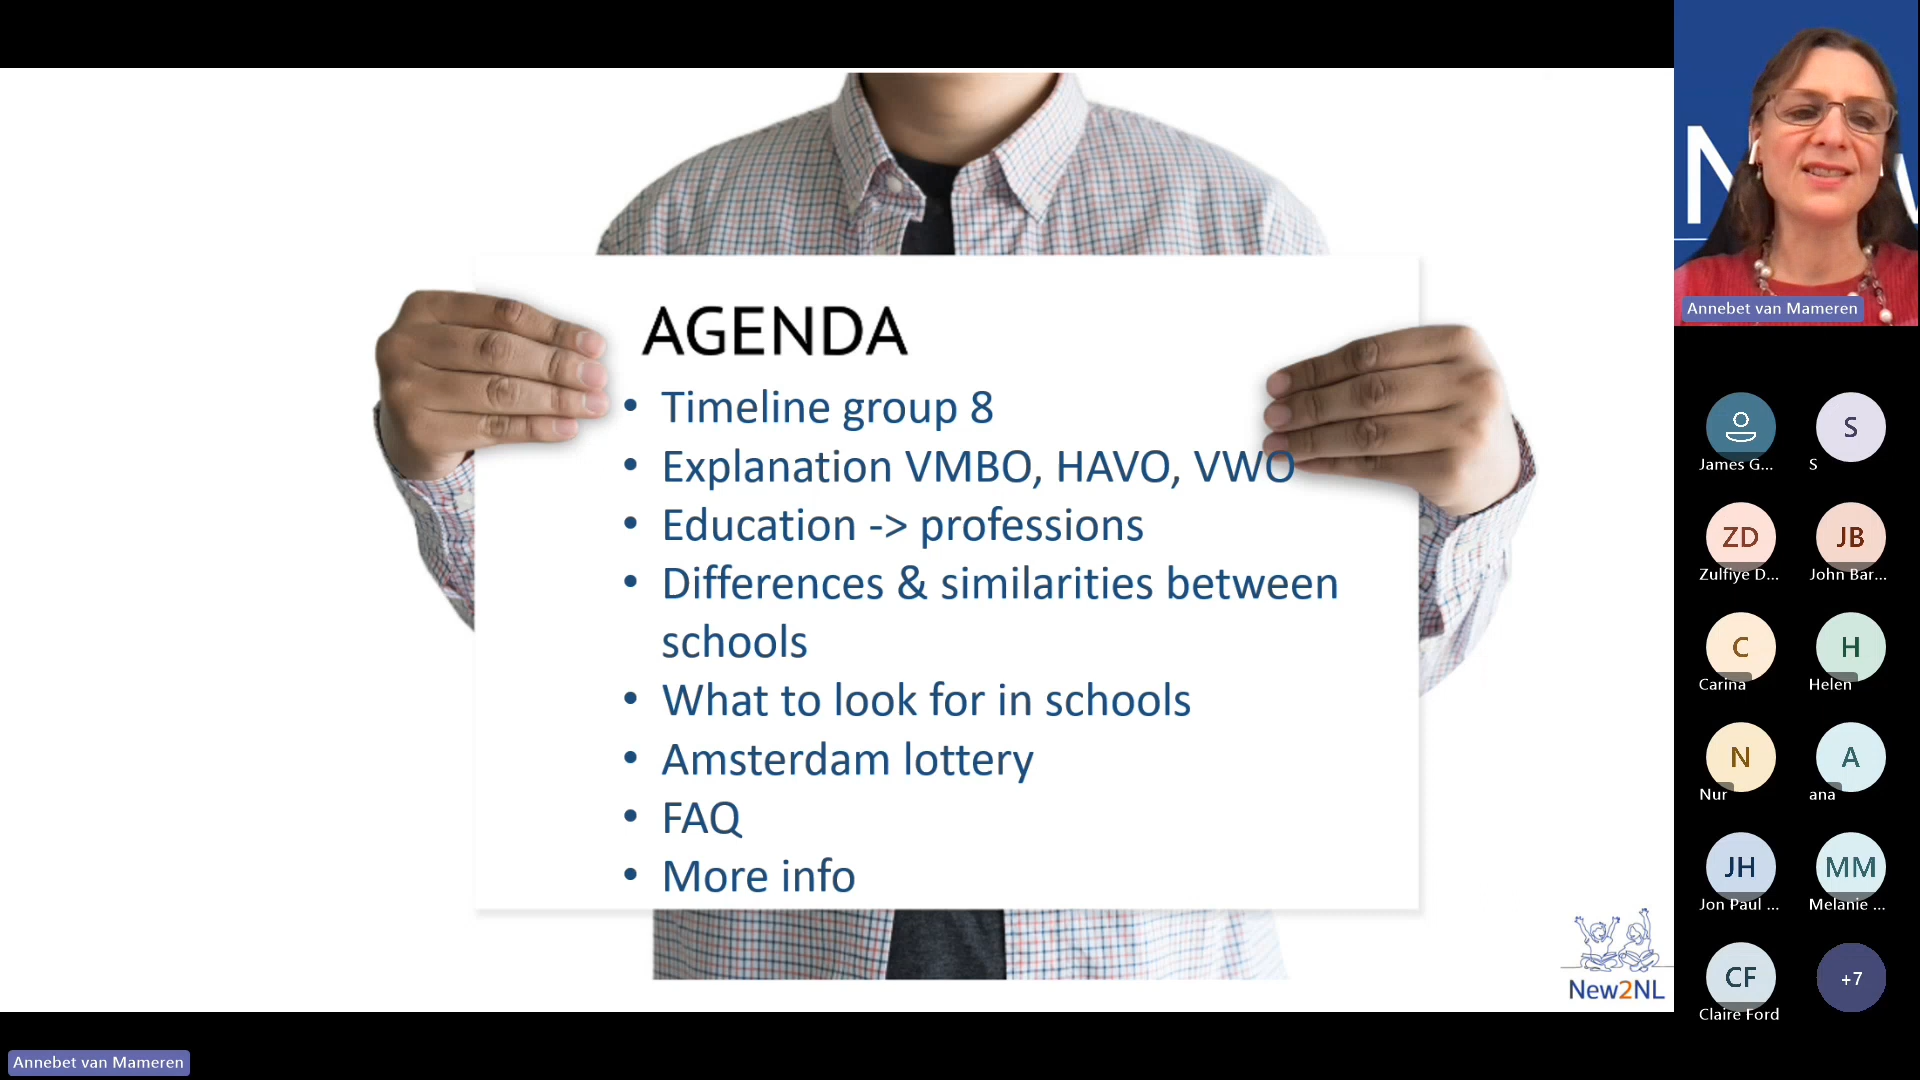 AGENDA
• Timeline group 8
• Explanation VMBO, HAVO, VWO
• Education -> professions
• Differences & similarities between
schools
• What to look for in schools
• Amsterdam lottery
• FAQ
• More info
New2NL
Annebet van Mameren
N
w
Annebet van Mameren
James G...
S
S
ZD
Zulfiye D...
JB
John Bar...
C
Carina
H
Helen
N
Nur
A
ana
JH
Jon Paul ...
MM
Melanie ...
CF
Claire Ford
+7